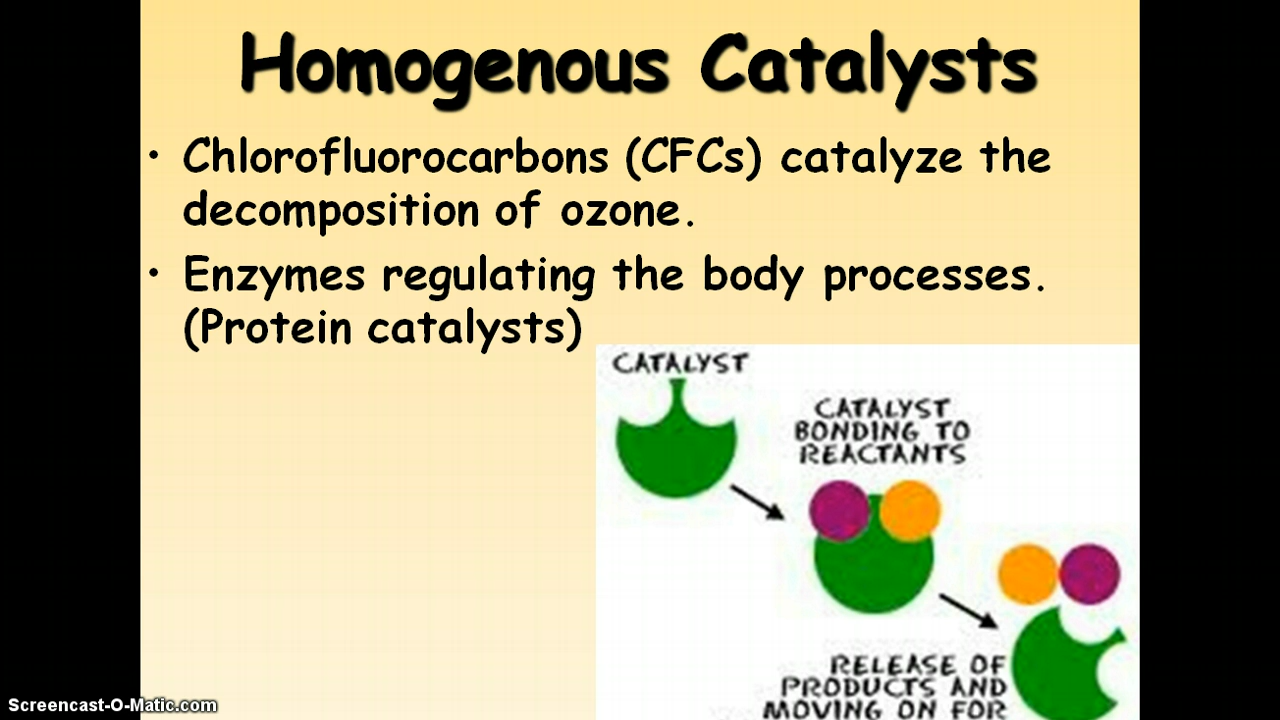 Homogenous Catalysts
• Chlorofluorocarbons (CFCs) catalyze the
decomposition of ozone.
• Enzymes regulating the body processes.
(Protein catalysts)
CATALYST
CATALYST
BONDING TO
REACTANTS
RELEASE OF
PRODUCTS AND
MOVING ON FOR
Screencast-O-Matic.com